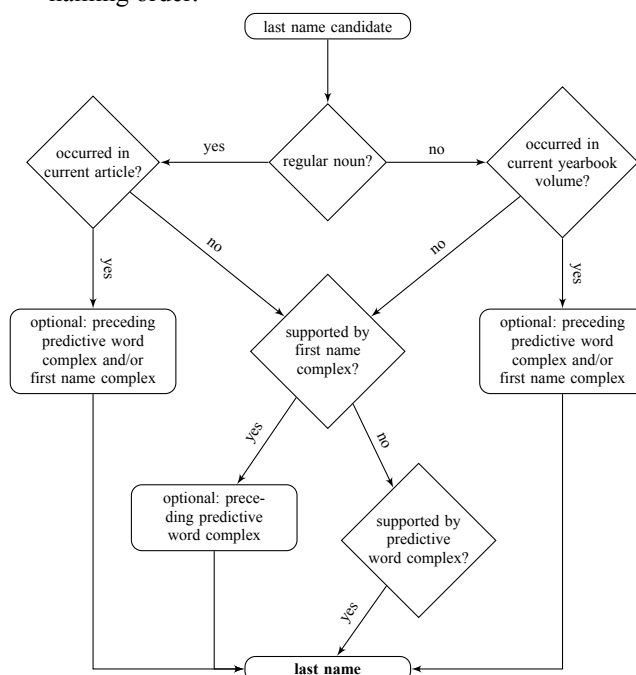 naming order.
last name candidate
occurred in
current article?
yes
regular noun?
no
occurred in
current yearbook
volume?
no
no
yes
yes
optional: preceding
predictive word
complex and/or
first name complex
supported by
first name
complex?
optional: preceding
predictive word
complex and/or
first name complex
yes
no
optional: prece-
ding predictive
word complex
supported by
predictive
word complex?
yes
last name